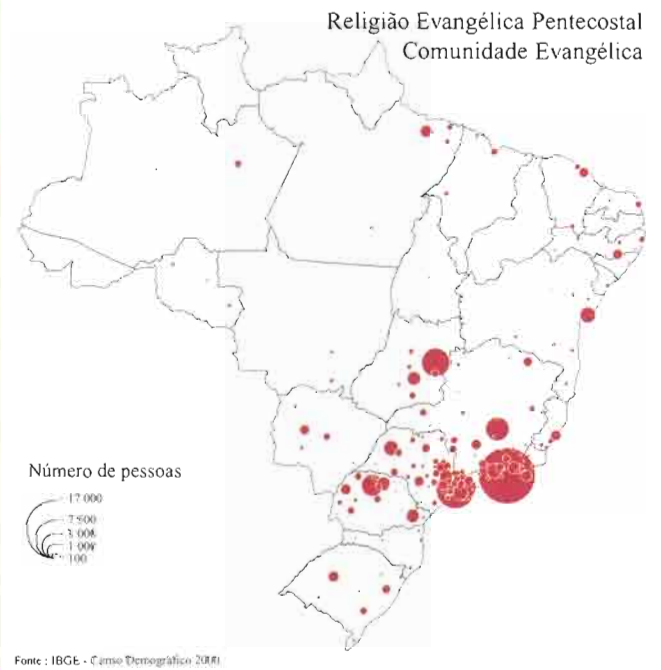 Religião Evangélica Pentecostal
Comunidade Evangélica
Número de pessoas
17 000
7 500
3 000
1 000
100
Fonte : IBGE - Censo Demográfico 2000